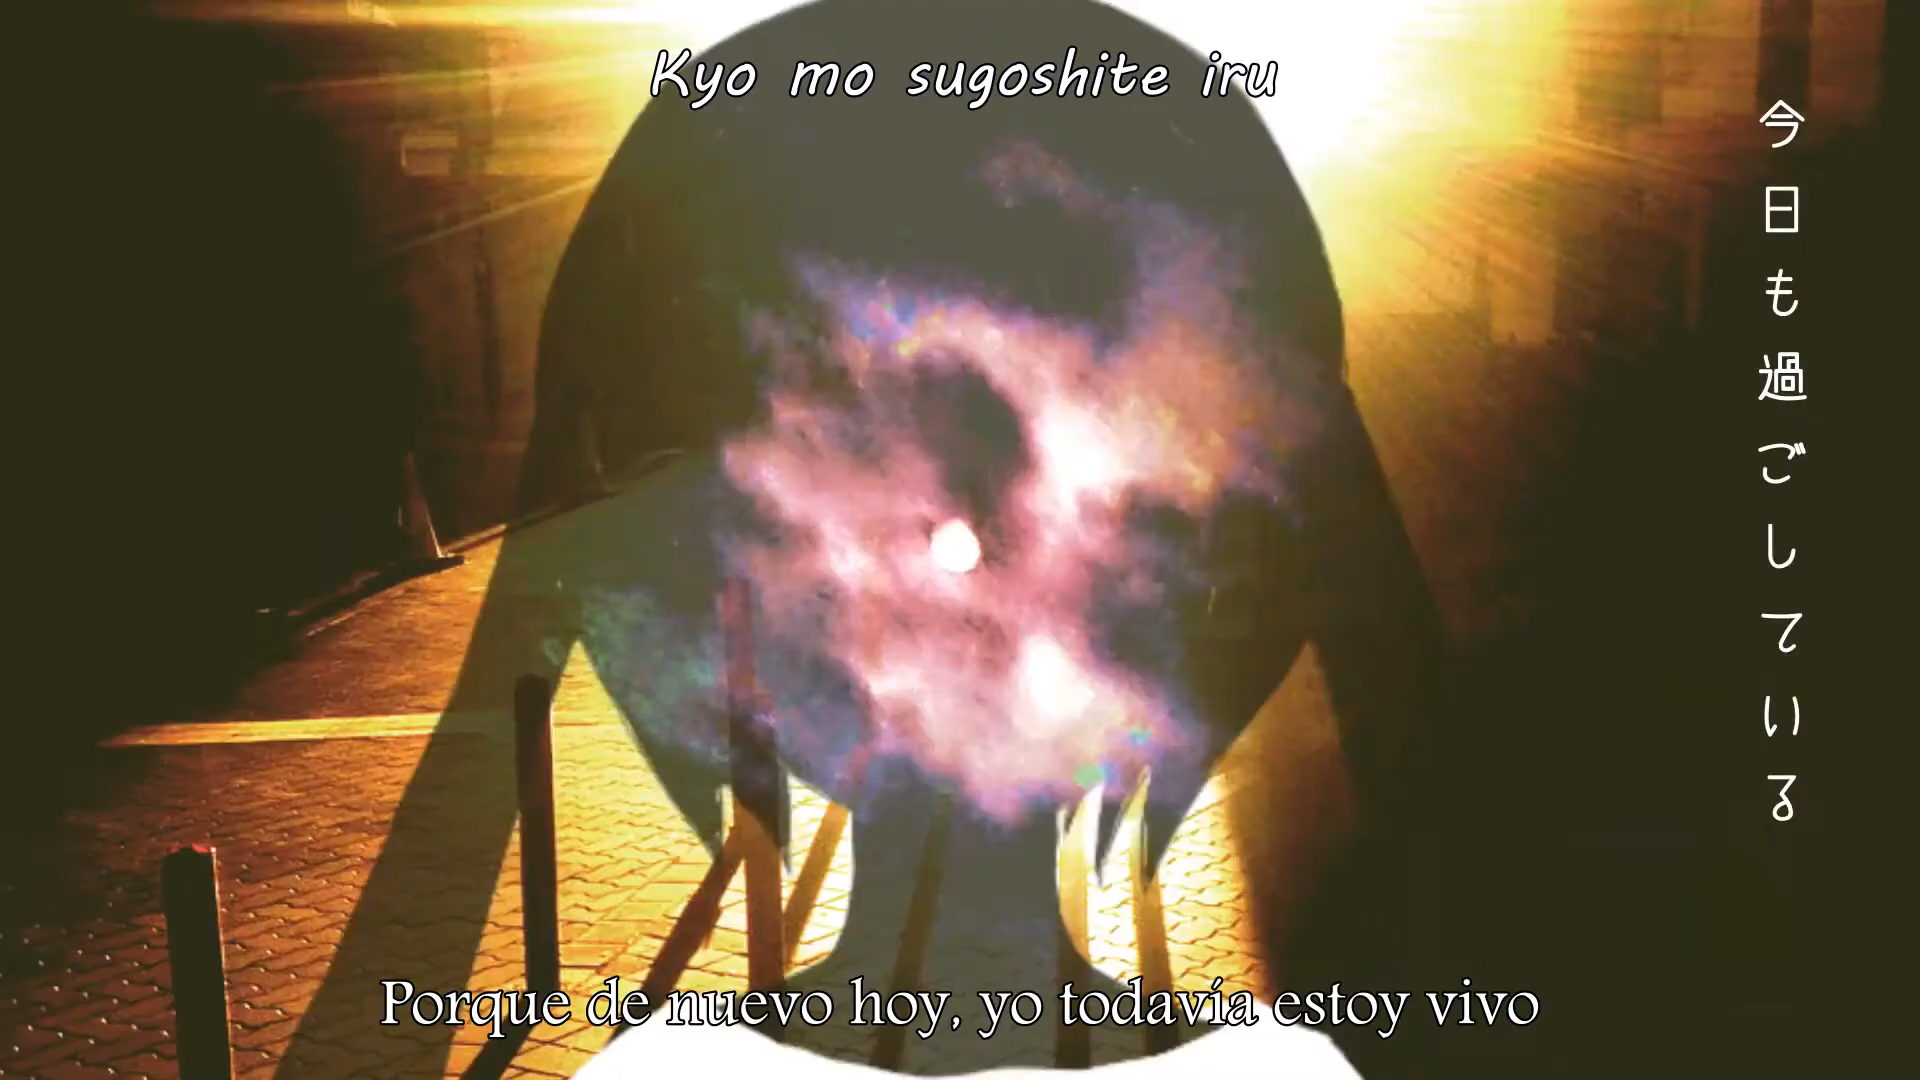 Kyo mo sugoshite iru
今日も過ごしている
Porque de nuevo hoy, yo todavía estoy vivo